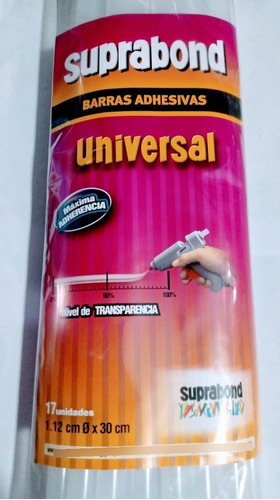 Suprabond
BARRAS ADHESIVAS
universal
Máxima
ADHERENCIA
90% 100%
Nivel de TRANSPARENCIA
suprabond
17 unidades
1.12 cm Ø x 30 cm